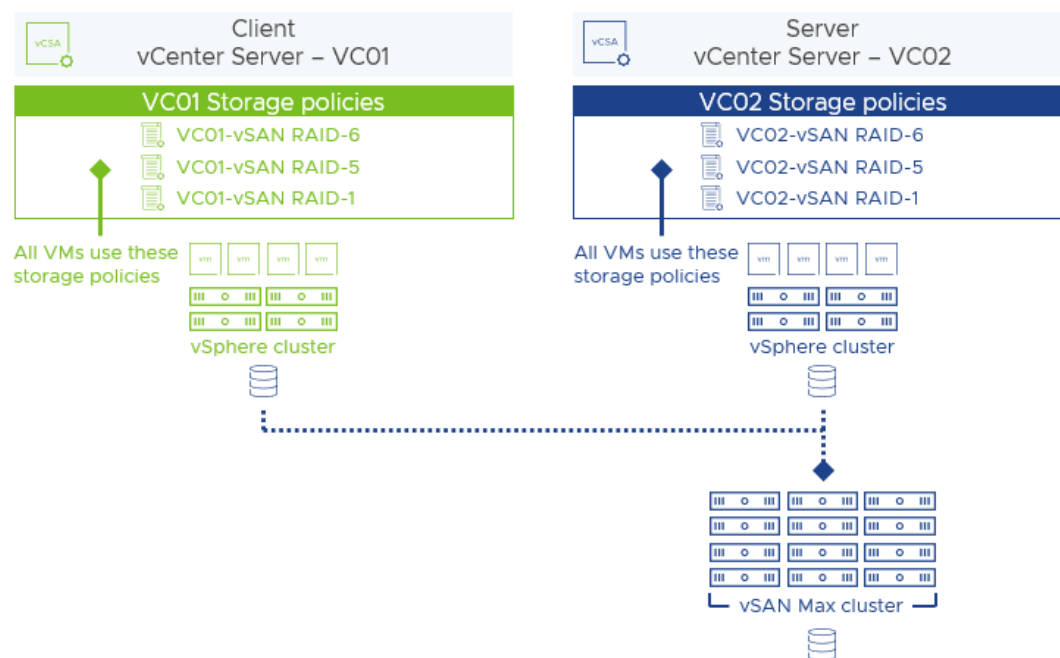 vCSA
Client
vCenter Server – VC01
VC01 Storage policies
VC01-vSAN RAID-6
VC01-vSAN RAID-5
VC01-vSAN RAID-1
All VMs use these
storage policies
vm vm vm vm
vSphere cluster
vCSA
Server
vCenter Server – VC02
VC02 Storage policies
VC02-vSAN RAID-6
VC02-vSAN RAID-5
VC02-vSAN RAID-1
All VMs use these
storage policies
vm vm vm vm
vSphere cluster
vSAN Max cluster